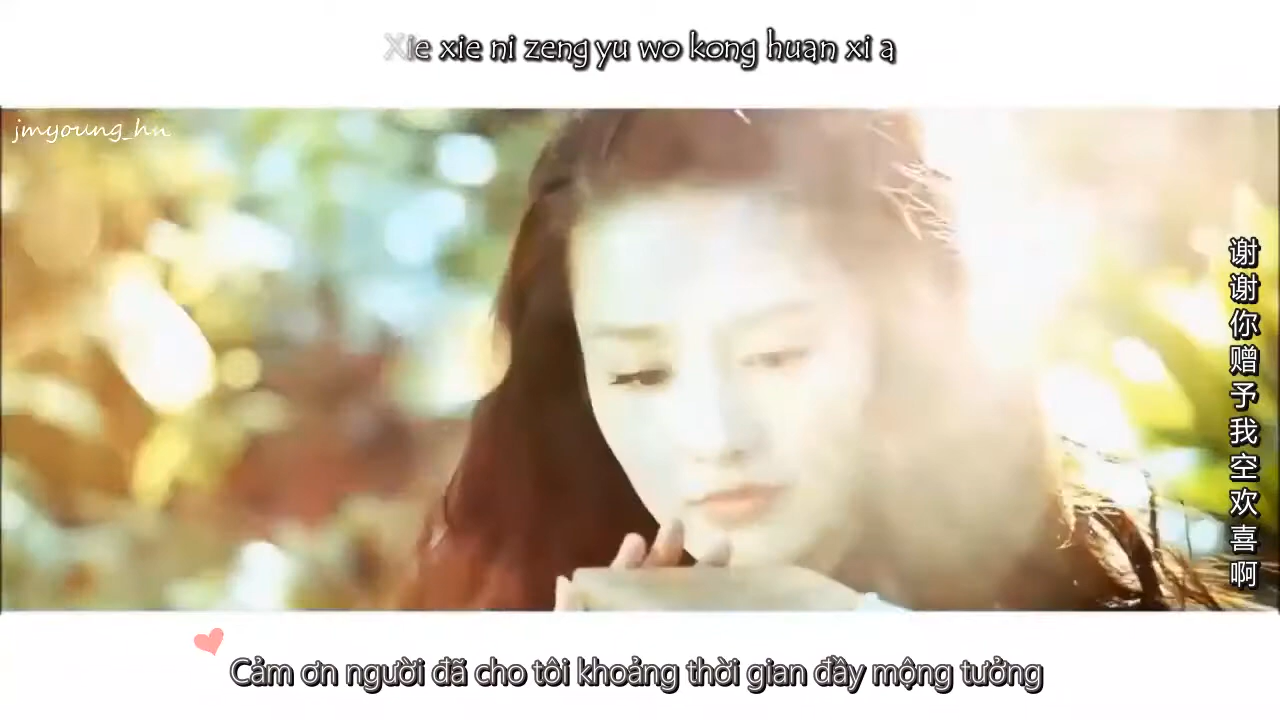 Xie xie ni zeng yu wo kong huan xi a
jmyoung_hu
谢谢你赠予我空欢喜啊
Cảm ơn người đã cho tôi khoảng thời gian đầy mộng tưởng